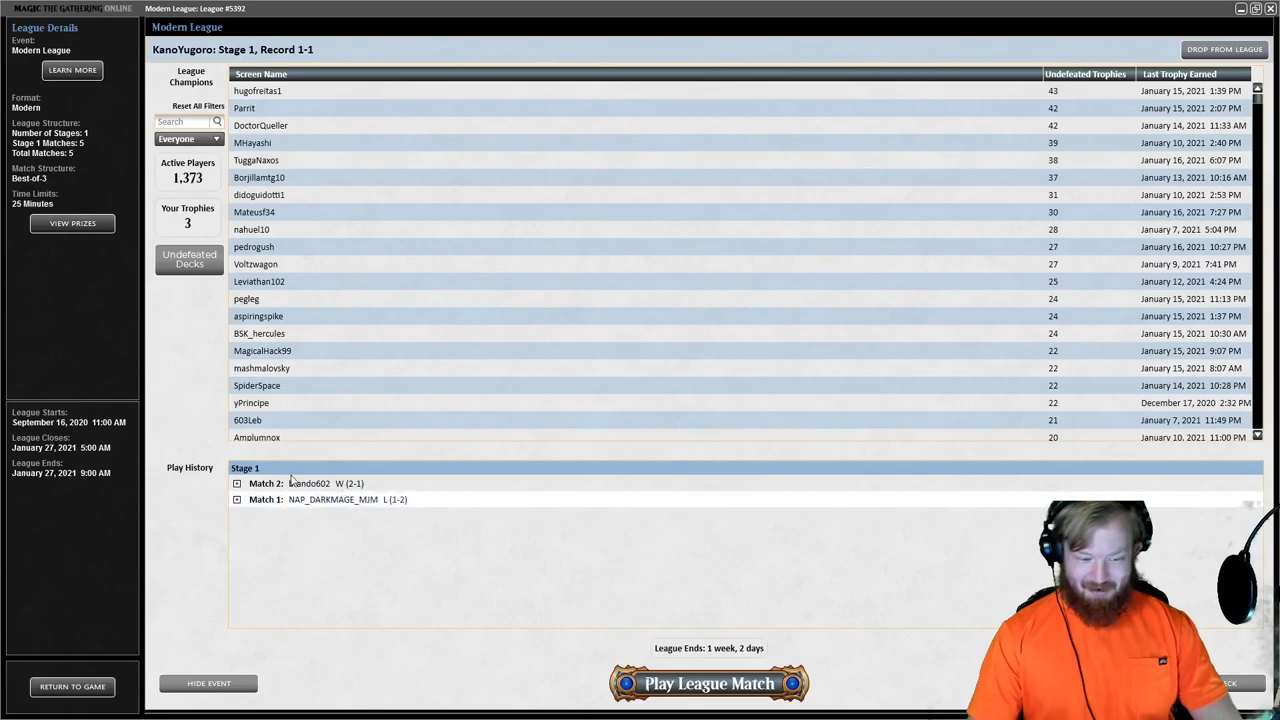 MAGIC THE GATHERING ONLINE
Modern League: League #5392
League Details
Event:
Modern League
LEARN MORE
Format:
Modern
League Structure:
Number of Stages: 1
Stage 1 Matches: 5
Total Matches: 5
Match Structure:
Best-of-3
Time Limits:
25 Minutes
VIEW PRIZES
League Starts:
September 16, 2020 11:00 AM
League Closes:
January 27, 2021 5:00 AM
League Ends:
January 27, 2021 9:00 AM
RETURN TO GAME
Modern League
KanoYugoro: Stage 1, Record 1-1
DROP FROM LEAGUE
League
Champions
Reset All Filters
Search
Everyone
Active Players
1,373
Your Trophies
3
Undefeated
Decks
Screen Name Undefeated Trophies Last Trophy Earned
hugofreitas1 43 January 15, 2021 1:39 PM
Parrit 42 January 15, 2021 2:07 PM
DoctorQueller 42 January 14, 2021 11:33 AM
MHayashi 39 January 10, 2021 2:40 PM
TuggaNaxos 38 January 16, 2021 6:07 PM
Borjillamtg10 37 January 13, 2021 10:16 AM
didoguidotti1 31 January 10, 2021 2:53 PM
Mateusf34 30 January 16, 2021 7:27 PM
nahuel10 28 January 7, 2021 5:04 PM
pedrogush 27 January 16, 2021 10:27 PM
Voltzwagon 27 January 9, 2021 7:41 PM
Leviathan102 25 January 12, 2021 4:24 PM
pegleg 24 January 15, 2021 11:13 PM
aspiringspike 24 January 15, 2021 1:37 PM
BSK_hercules 24 January 15, 2021 10:30 AM
MagicalHack99 22 January 15, 2021 9:07 PM
mashmalovsky 22 January 15, 2021 8:07 AM
SpiderSpace 22 January 14, 2021 10:28 PM
yPrincipe 22 December 17, 2020 2:32 PM
603Leb 21 January 7, 2021 11:49 PM
Amplumnox 20 January 10, 2021 11:00 PM
Play History
Stage 1
Match 2: W (2-1)
Match 1: NAP_DARKMAGE_MJM L (1-2)
League Ends: 1 week, 2 days
HIDE EVENT
Play League Match